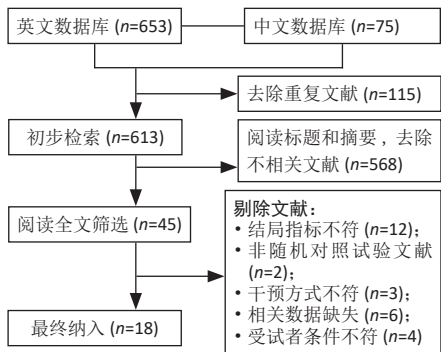 英文数据库 (n=653)
中文数据库 (n=75)
去除重复文献 (n=115)
初步检索 (n=613)
阅读标题和摘要，去除
不相关文献 (n=568)
阅读全文筛选 (n=45)
剔除文献：
• 结局指标不符 (n=12)；
• 非随机对照试验文献
(n=2)；
• 干预方式不符 (n=3)；
• 相关数据缺失 (n=6)；
• 受试者条件不符 (n=4)
最终纳入 (n=18)